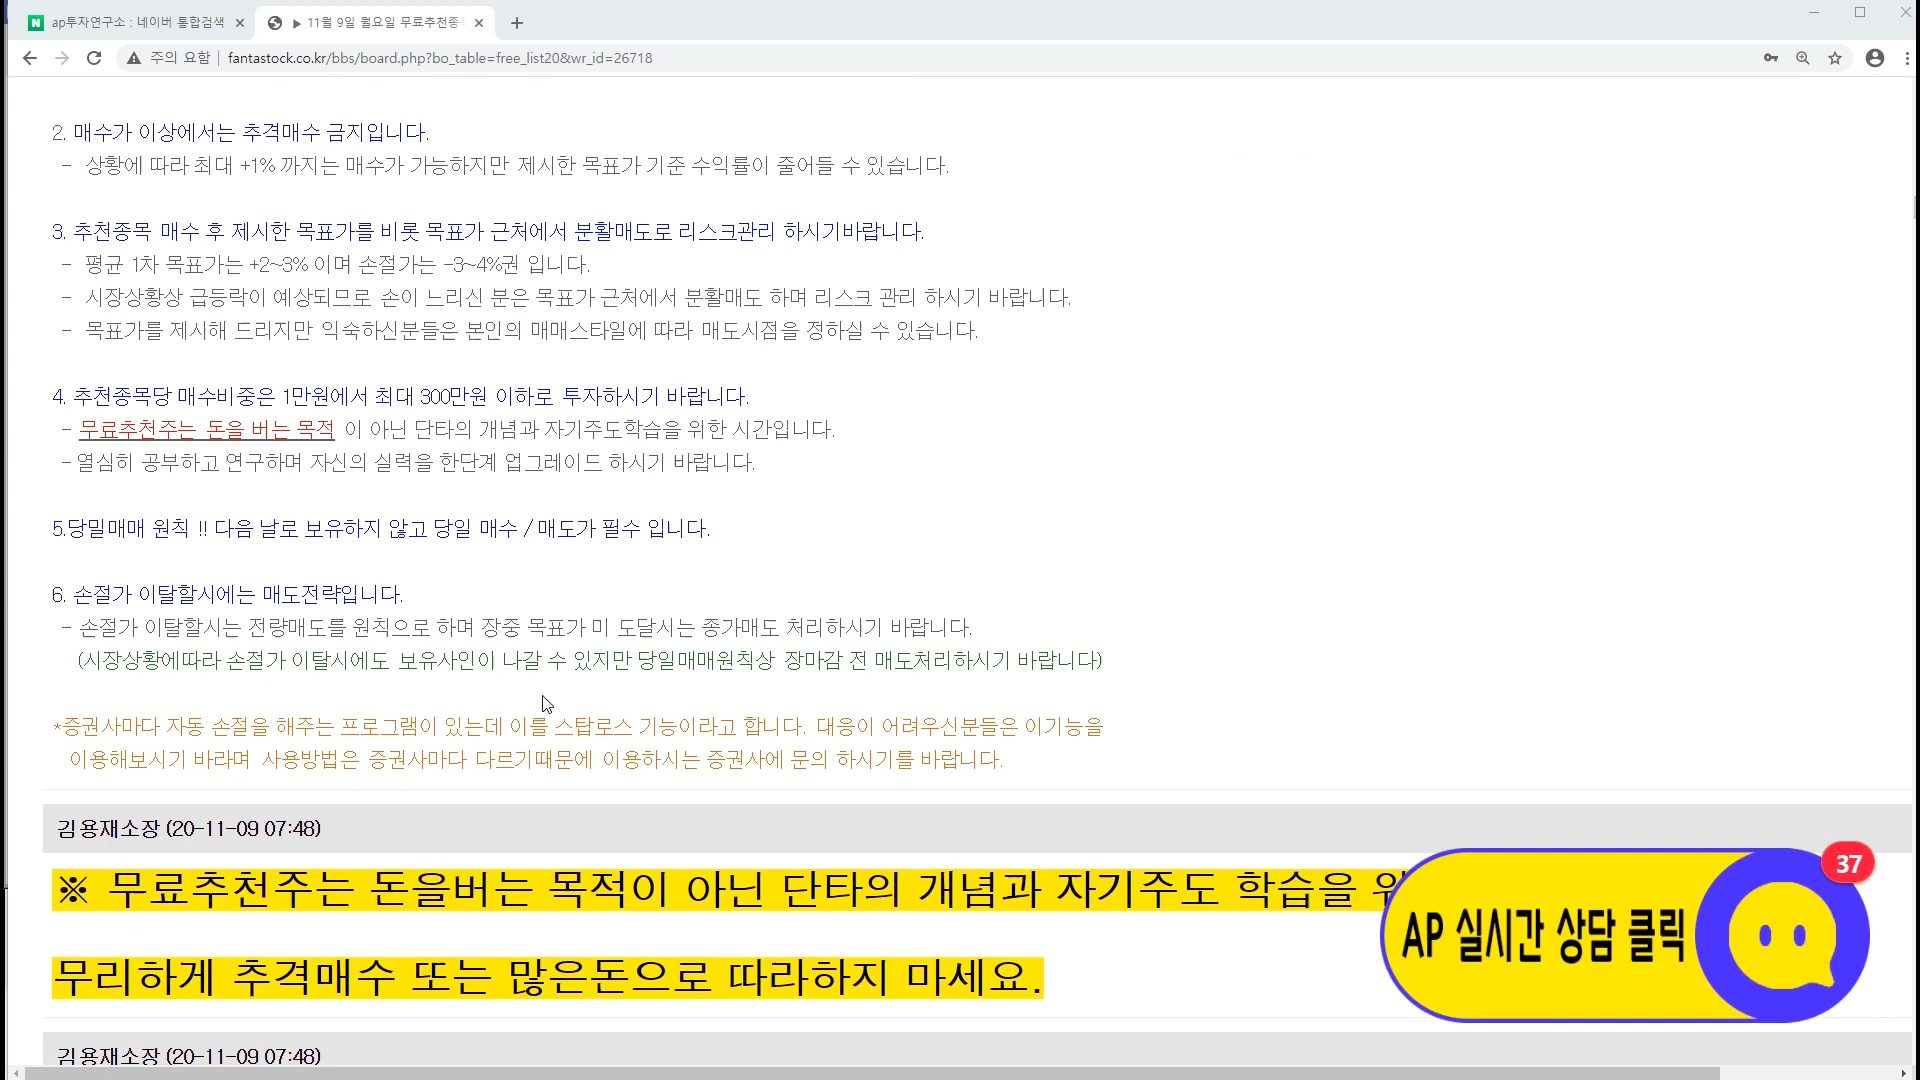 ap투자연구소 : 네이버 통합검색
▶ 11월 9일 월요일 무료추천종
주의 요함
fantastock.co.kr/bbs/board.php?bo_table=free_list20&wr_id=26718
2. 매수가 이상에서는 추격매수 금지입니다.
- 상황에 따라 최대 +1% 까지는 매수가 가능하지만 제시한 목표가 기준 수익률이 줄어들 수 있습니다.
3. 추천종목 매수 후 제시한 목표가를 비롯 목표가 근처에서 분활매도로 리스크관리 하시기바랍니다.
- 평균 1차 목표가는 +2~3% 이며 손절가는 -3~4%권 입니다.
- 시장상황상 급등락이 예상되므로 손이 느리신 분은 목표가 근처에서 분활매도 하며 리스크 관리 하시기 바랍니다.
- 목표가를 제시해 드리지만 익숙하신분들은 본인의 매매스타일에 따라 매도시점을 정하실 수 있습니다.
4. 추천종목당 매수비중은 1만원에서 최대 300만원 이하로 투자하시기 바랍니다.
- 무료추천주는 돈을 버는 목적 이 아닌 단타의 개념과 자기주도학습을 위한 시간입니다.
- 열심히 공부하고 연구하며 자신의 실력을 한단계 업그레이드 하시기 바랍니다.
5.당밀매매 원칙 !! 다음 날로 보유하지 않고 당일 매수 / 매도가 필수 입니다.
6. 손절가 이탈할시에는 매도전략입니다.
- 손절가 이탈할시는 전량매도를 원칙으로 하며 장중 목표가 미 도달시는 종가매도 처리하시기 바랍니다.
(시장상황에따라 손절가 이탈시에도 보유사인이 나갈 수 있지만 당일매매원칙상 장마감 전 매도처리하시기 바랍니다)
*증권사마다 자동 손절을 해주는 프로그램이 있는데 이를 스탑로스 기능이라고 합니다. 대응이 어려우신분들은 이기능을
이용해보시기 바라며 사용방법은 증권사마다 다르기때문에 이용하시는 증권사에 문의 하시기를 바랍니다.
김용재소장 (20-11-09 07:48)
※ 무료추천주는 돈을버는 목적이 아닌 단타의 개념과 자기주도 학습을 위
무리하게 추격매수 또는 많은돈으로 따라하지 마세요.
37
AP 실시간 상담 클릭
김용재소장 (20-11-09 07:48)